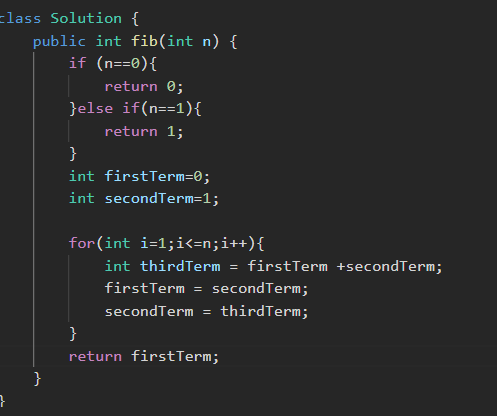 class Solution {
    public int fib(int n) {
        if (n==0){
            return 0;
        }else if(n==1){
            return 1;
        }
        int firstTerm=0;
        int secondTerm=1;

        for(int i=1;i<=n;i++){
            int thirdTerm = firstTerm +secondTerm;
            firstTerm = secondTerm;
            secondTerm = thirdTerm;
        }
        return firstTerm;
    }
}